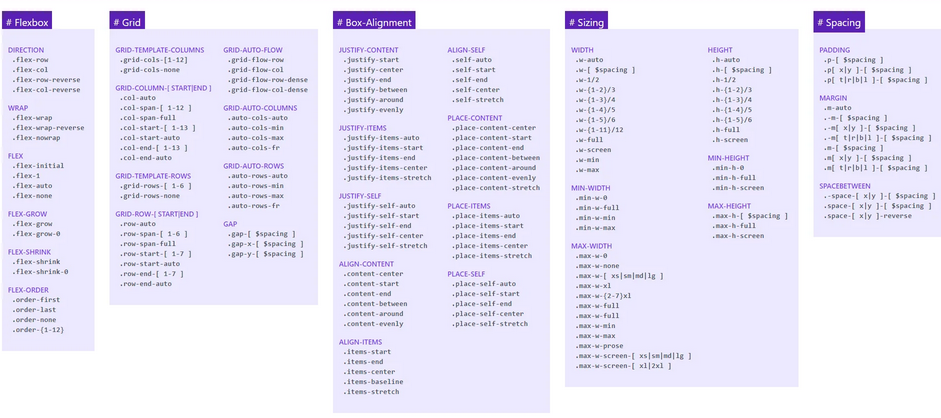 # Flexbox
DIRECTION
.flex-row
.flex-col
.flex-row-reverse
.flex-col-reverse
WRAP
.flex-wrap
.flex-wrap-reverse
.flex-nowrap
FLEX
.flex-initial
.flex-1
.flex-auto
.flex-none
FLEX-GROW
.flex-grow
.flex-grow-0
FLEX-SHRINK
.flex-shrink
.flex-shrink-0
FLEX-ORDER
.order-first
.order-last
.order-none
.order-{1-12}
# Grid
GRID-TEMPLATE-COLUMNS
.grid-cols-[1-12]
.grid-cols-none
GRID-COLUMN-[ START|END ]
.col-auto
.col-span-[ 1-12 ]
.col-span-full
.col-start-[ 1-13 ]
.col-start-auto
.col-end-[ 1-13 ]
.col-end-auto
GRID-TEMPLATE-ROWS
.grid-rows-[ 1-6 ]
.grid-rows-none
GRID-ROW-[ START|END ]
.row-auto
.row-span-[ 1-6 ]
.row-span-full
.row-start-[ 1-7 ]
.row-start-auto
.row-end-[ 1-7 ]
.row-end-auto
GRID-AUTO-FLOW
.grid-flow-row
.grid-flow-col
.grid-flow-row-dense
.grid-flow-col-dense
GRID-AUTO-COLUMNS
.auto-cols-auto
.auto-cols-min
.auto-cols-max
.auto-cols-fr
GRID-AUTO-ROWS
.auto-rows-auto
.auto-rows-min
.auto-rows-max
.auto-rows-fr
GAP
.gap-[ $spacing ]
.gap-x-[ $spacing ]
.gap-y-[ $spacing ]
# Box-Alignment
JUSTIFY-CONTENT
.justify-start
.justify-center
.justify-end
.justify-between
.justify-around
.justify-evenly
JUSTIFY-ITEMS
.justify-items-auto
.justify-items-start
.justify-items-end
.justify-items-center
.justify-items-stretch
JUSTIFY-SELF
.justify-self-auto
.justify-self-start
.justify-self-end
.justify-self-center
.justify-self-stretch
ALIGN-CONTENT
.content-center
.content-start
.content-end
.content-between
.content-around
.content-evenly
ALIGN-ITEMS
.items-start
.items-end
.items-center
.items-baseline
.items-stretch
ALIGN-SELF
.self-auto
.self-start
.self-end
.self-center
.self-stretch
PLACE-CONTENT
.place-content-center
.place-content-start
.place-content-end
.place-content-between
.place-content-around
.place-content-evenly
.place-content-stretch
PLACE-ITEMS
.place-items-auto
.place-items-start
.place-items-end
.place-items-center
.place-items-stretch
PLACE-SELF
.place-self-auto
.place-self-start
.place-self-end
.place-self-center
.place-self-stretch
# Sizing
WIDTH
.w-auto
.w-[ $spacing ]
.w-1/2
.w-{1-2}/3
.w-{1-3}/4
.w-{1-4}/5
.w-{1-5}/6
.w-{1-11}/12
.w-full
.w-screen
.w-min
.w-max
MIN-WIDTH
.min-w-0
.min-w-full
.min-w-min
.min-w-max
MAX-WIDTH
.max-w-0
.max-w-none
.max-w-[ xs|sm|md|lg ]
.max-w-xl
.max-w-{2-7}xl
.max-w-full
.max-w-full
.max-w-min
.max-w-max
.max-w-prose
.max-w-screen-[ xs|sm|md|lg ]
.max-w-screen-[ xl|2xl ]
HEIGHT
.h-auto
.h-[ $spacing ]
.h-1/2
.h-{1-2}/3
.h-{1-3}/4
.h-{1-4}/5
.h-{1-5}/6
.h-full
.h-screen
MIN-HEIGHT
.min-h-0
.min-h-full
.min-h-screen
MAX-HEIGHT
.max-h-[ $spacing ]
.max-h-full
.max-h-screen
# Spacing
PADDING
.p-[ $spacing ]
.p[ x|y ]-[ $spacing ]
.p[ t|r|b|l ]-[ $spacing ]
MARGIN
.m-auto
.-m-[ $spacing ]
.-m[ x|y ]-[ $spacing ]
.-m[ t|r|b|l ]-[ $spacing ]
.m-[ $spacing ]
.m[ x|y ]-[ $spacing ]
.m[ t|r|b|l ]-[ $spacing ]
SPACEBETWEEN
.-space-[ x|y ]-[ $spacing ]
.space-[ x|y ]-[ $spacing ]
.space-[ x|y ]-reverse